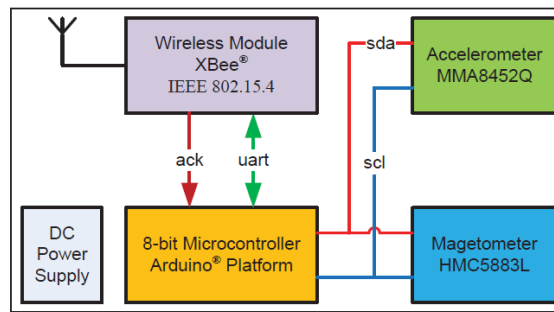 Wireless Module
XBee®
IEEE 802.15.4
sda
Accelerometer
MMA8452Q
ack
uart
scl
DC
Power
Supply
8-bit Microcontroller
Arduino® Platform
Magetometer
HMC5883L